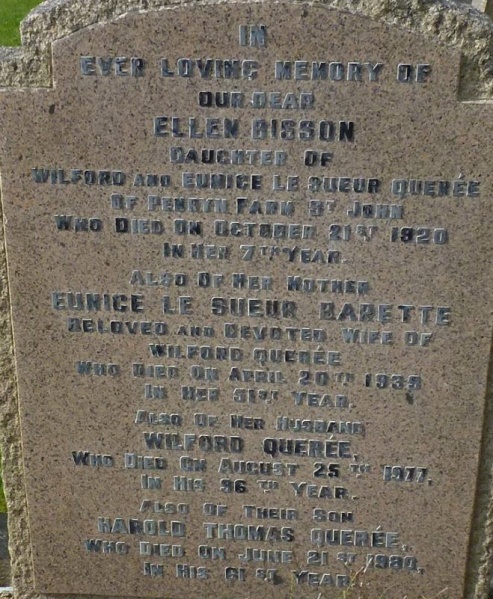 IN
EVER LOVING MEMORY OF
OUR DEAR
ELLEN BISSON
DAUGHTER OF
WILFORD AND EUNICE LE SUEUR QUERÉE
OF PENRYN FARM ST JOHN
WHO DIED ON OCTOBER 21ST 1920
IN HER 7TH YEAR.
ALSO OF HER MOTHER
EUNICE LE SUEUR BARETTE
BELOVED AND DEVOTED WIFE OF
WILFORD QUERÉE
WHO DIED ON APRIL 20TH 1939
IN HER 51ST YEAR.
ALSO OF HER HUSBAND
WILFORD QUERÉE,
WHO DIED ON AUGUST 25TH 1977,
IN HIS 96TH YEAR.
ALSO OF THEIR SON
HAROLD THOMAS QUERÉE,
WHO DIED ON JUNE 21ST 1980,
IN HIS 61ST YEAR